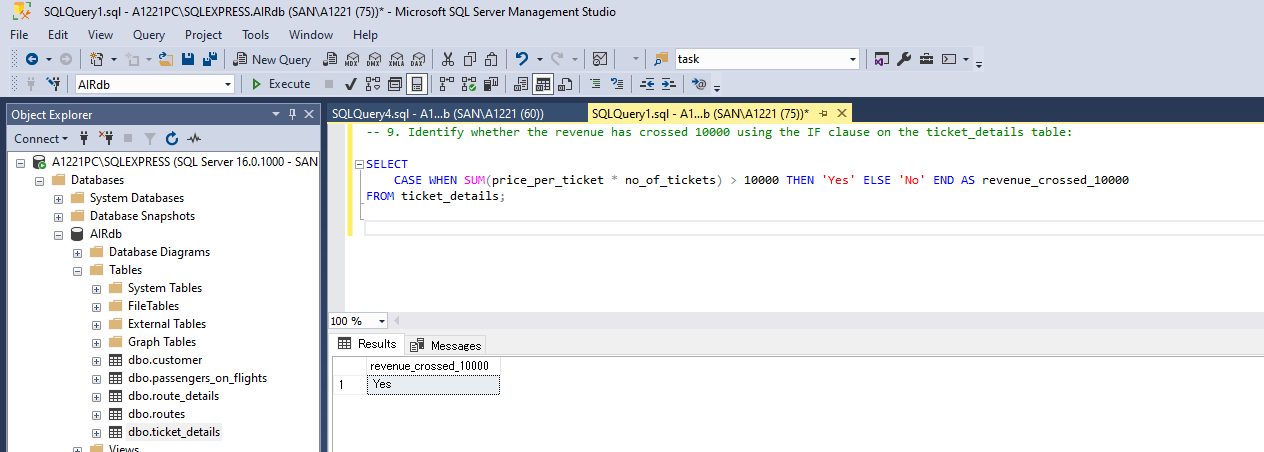 SQLQuery1.sql - A1221PC\SQLEXPRESS.AIRdb (SAN\A1221 (75))* - Microsoft SQL Server Management Studio
File Edit View Query Project Tools Window Help
New Query MDX DMX XMLA DAX task
AIRdb Execute
Object Explorer
Connect
A1221PC\SQLEXPRESS (SQL Server 16.0.1000 - SAN
Databases
System Databases
Database Snapshots
AIRdb
Database Diagrams
Tables
System Tables
FileTables
External Tables
Graph Tables
dbo.customer
dbo.passengers_on_flights
dbo.route_details
dbo.routes
dbo.ticket_details
Views
SQLQuery4.sql - A1...b (SAN\A1221 (60)) SQLQuery1.sql - A1...b (SAN\A1221 (75))*
-- 9. Identify whether the revenue has crossed 10000 using the IF clause on the ticket_details table:
SELECT
CASE WHEN SUM(price_per_ticket * no_of_tickets) > 10000 THEN 'Yes' ELSE 'No' END AS revenue_crossed_10000
FROM ticket_details;
100 %
Results Messages
revenue_crossed_10000
1 Yes